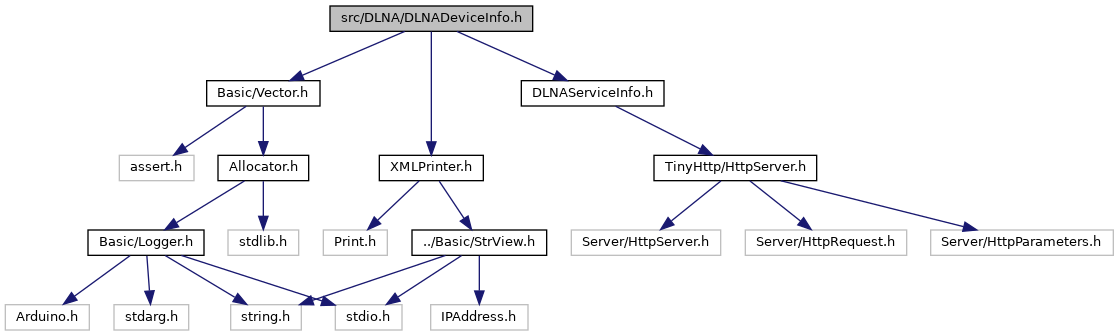 src/DLNA/DLNADeviceInfo.h
Basic/Vector.h
DLNAServiceInfo.h
assert.h
Allocator.h
XMLPrinter.h
TinyHttp/HttpServer.h
Basic/Logger.h
stdlib.h
Print.h
../Basic/StrView.h
Server/HttpServer.h
Server/HttpRequest.h
Server/HttpParameters.h
Arduino.h
stdarg.h
string.h
stdio.h
IPAddress.h